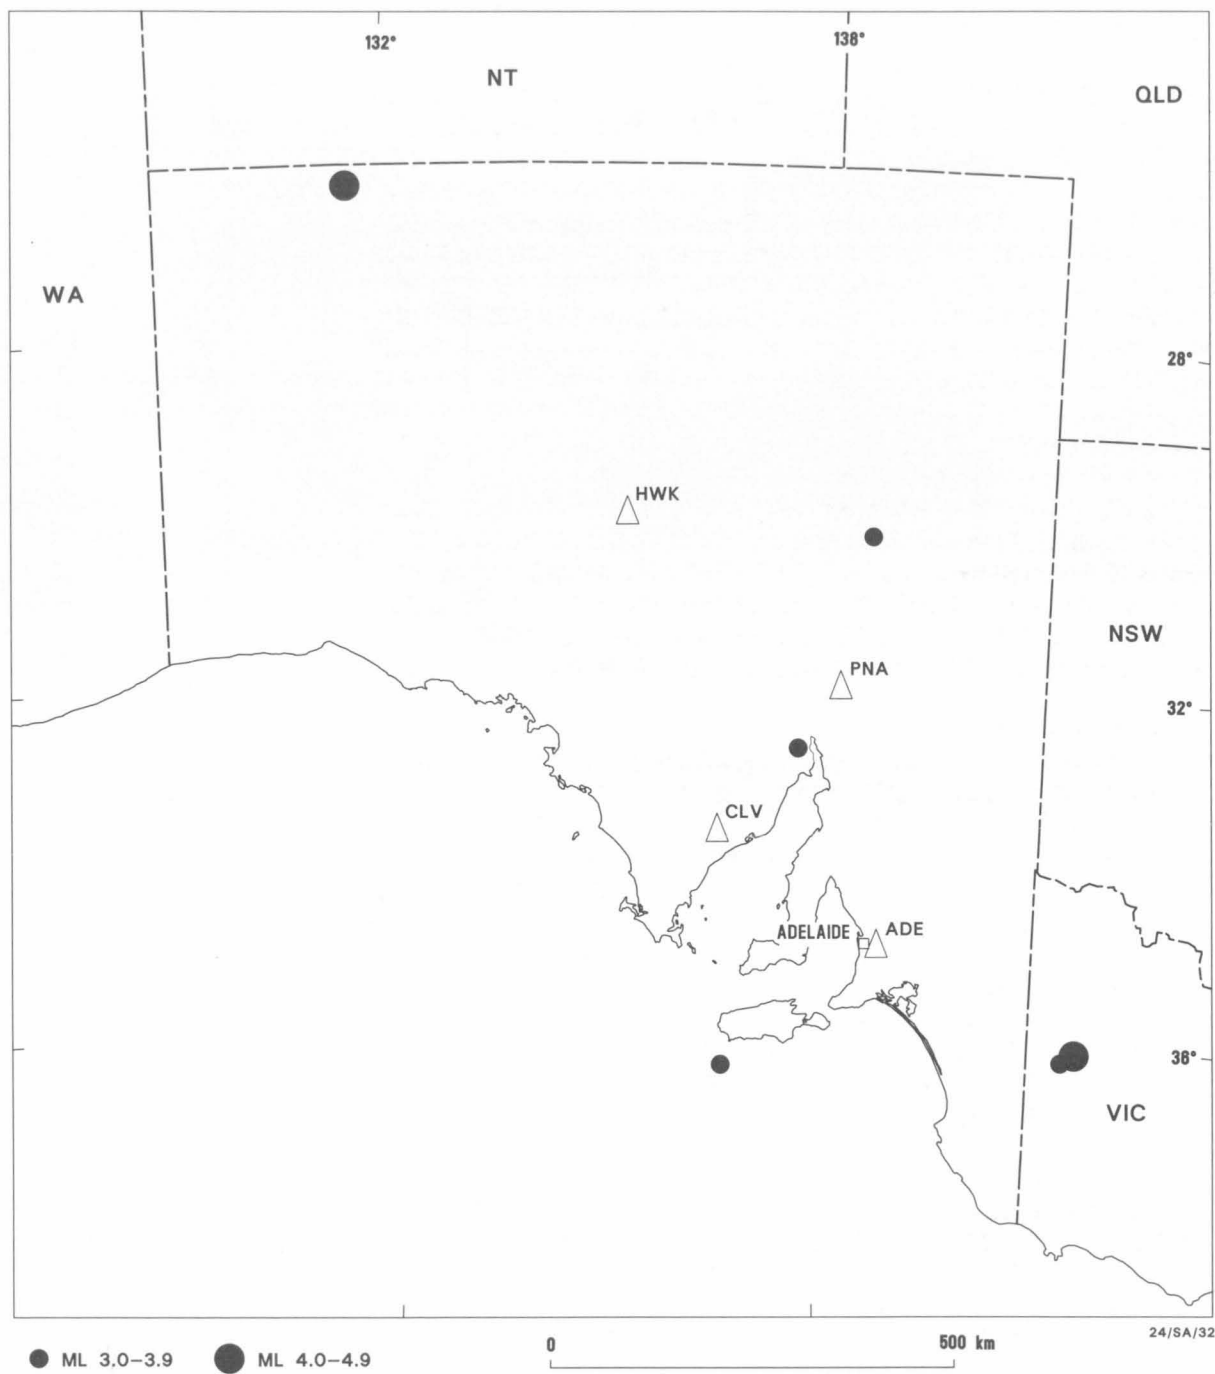 132°
138°
NT
QLD
WA
28°
HWK
NSW
PNA
32°
CLV
ADELAIDE
ADE
36°
VIC
24/SA/32
0
500 km
ML 3.0–3.9
ML 4.0–4.9